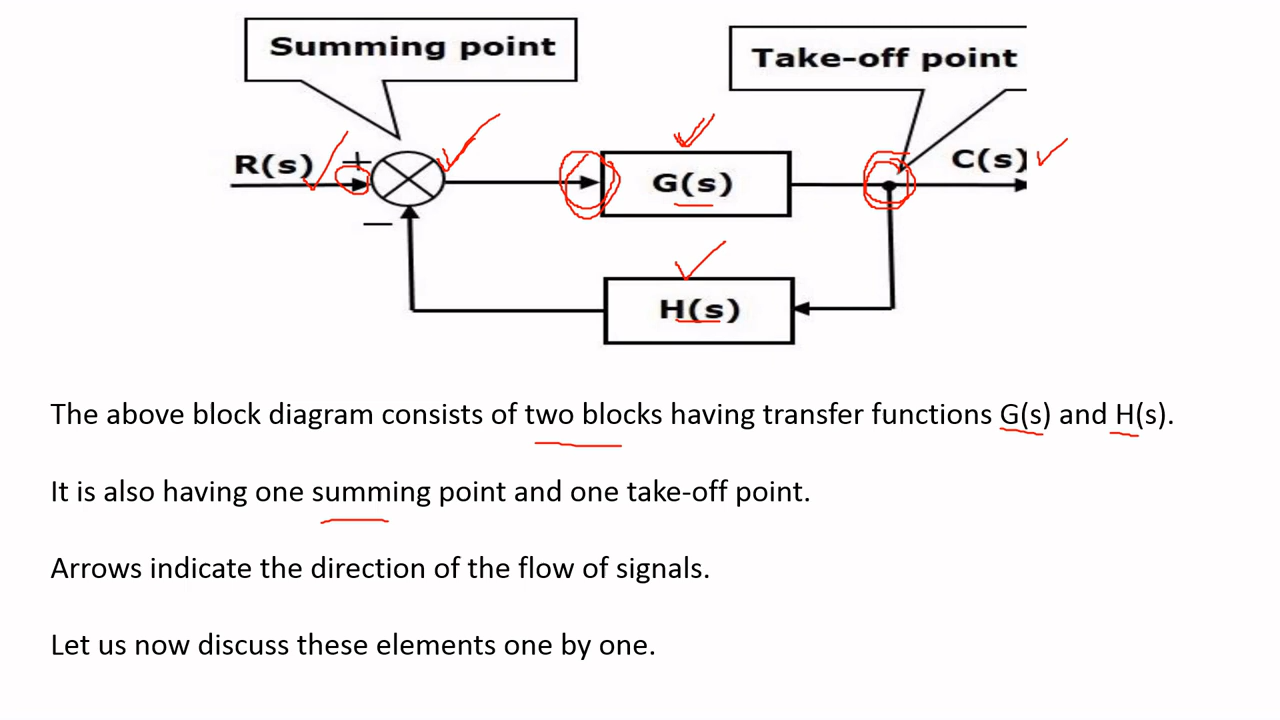 Summing point
Take-off point
R(s)
+
G(s)
C(s)
−
H(s)
The above block diagram consists of two blocks having transfer functions G(s) and H(s).
It is also having one summing point and one take-off point.
Arrows indicate the direction of the flow of signals.
Let us now discuss these elements one by one.